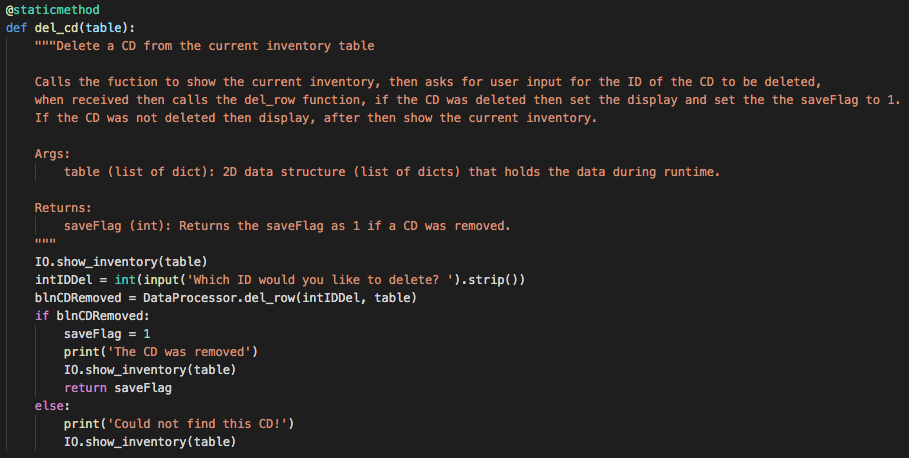 @staticmethod
def del_cd(table):
    """Delete a CD from the current inventory table

    Calls the fuction to show the current inventory, then asks for user input for the ID of the CD to be deleted,
    when received then calls the del_row function, if the CD was deleted then set the display and set the the saveFlag to 1.
    If the CD was not deleted then display, after then show the current inventory.

    Args:
        table (list of dict): 2D data structure (list of dicts) that holds the data during runtime.

    Returns:
        saveFlag (int): Returns the saveFlag as 1 if a CD was removed.
    """
    IO.show_inventory(table)
    intIDDel = int(input('Which ID would you like to delete? ').strip())
    blnCDRemoved = DataProcessor.del_row(intIDDel, table)
    if blnCDRemoved:
        saveFlag = 1
        print('The CD was removed')
        IO.show_inventory(table)
        return saveFlag
    else:
        print('Could not find this CD!')
        IO.show_inventory(table)